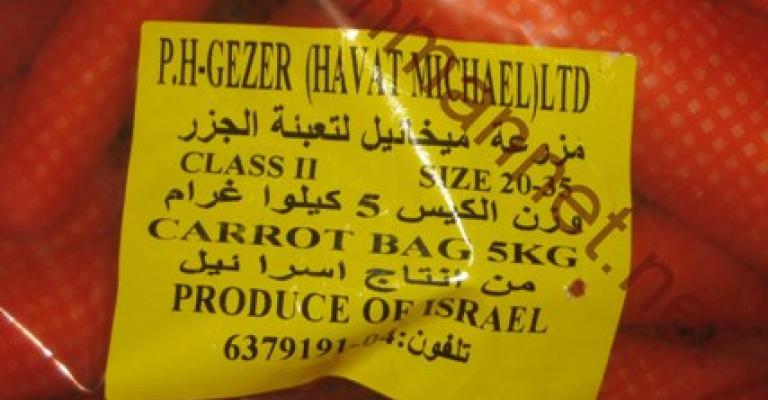 P.H-GEZER (HAVAT MICHAEL)LTD
مزرعة ميخائيل لتعبئة الجزر
CLASS II SIZE 20-35
وزن الكيس 5 كيلوا غرام
CARROT BAG 5KG
من انتاج اسرا ئيل
PRODUCE OF ISRAEL
تلفون:04-6379191